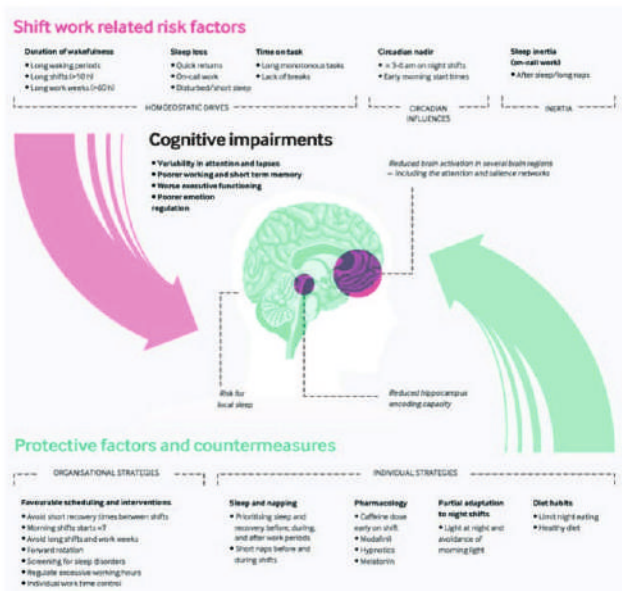 Shift work related risk factors
Duration of wakefulness
• Long waking periods
• Long shifts (>10 h)
• Long work weeks (>60 h)
Sleep loss
• Quick returns
• On-call work
• Disturbed/short sleep
Time on task
• Long monotonous tasks
• Lack of breaks
Circadian nadir
• ≈ 3-6 am on night shifts
• Early morning start times
Sleep inertia
(on-call work)
• After sleep/long naps
HOMEOSTATIC DRIVES
CIRCADIAN
INFLUENCES
INERTIA
Cognitive impairments
• Variability in attention and lapses
• Poorer working and short term memory
• Worse executive functioning
• Poorer emotion
regulation
Reduced brain activation in several brain regions
– including the attention and salience networks
Risk for
local sleep
Reduced hippocampus
encoding capacity
Protective factors and countermeasures
ORGANISATIONAL STRATEGIES
INDIVIDUAL STRATEGIES
Favourable scheduling and interventions
• Avoid short recovery times between shifts
• Morning shifts starts <7
• Avoid long shifts and work weeks
• Forward rotation
• Screening for sleep disorders
• Regulate excessive working hours
• Individual work time control
Sleep and napping
• Prioritising sleep and
recovery before, during,
and after work periods
• Short naps before and
during shifts
Pharmacology
• Caffeine dose
early on shift.
• Modafinil
• Hypnotics
• Melatonin
Partial adaptation
to night shifts
• Light at night and
avoidance of
morning light
Diet habits
• Limit night eating
• Healthy diet